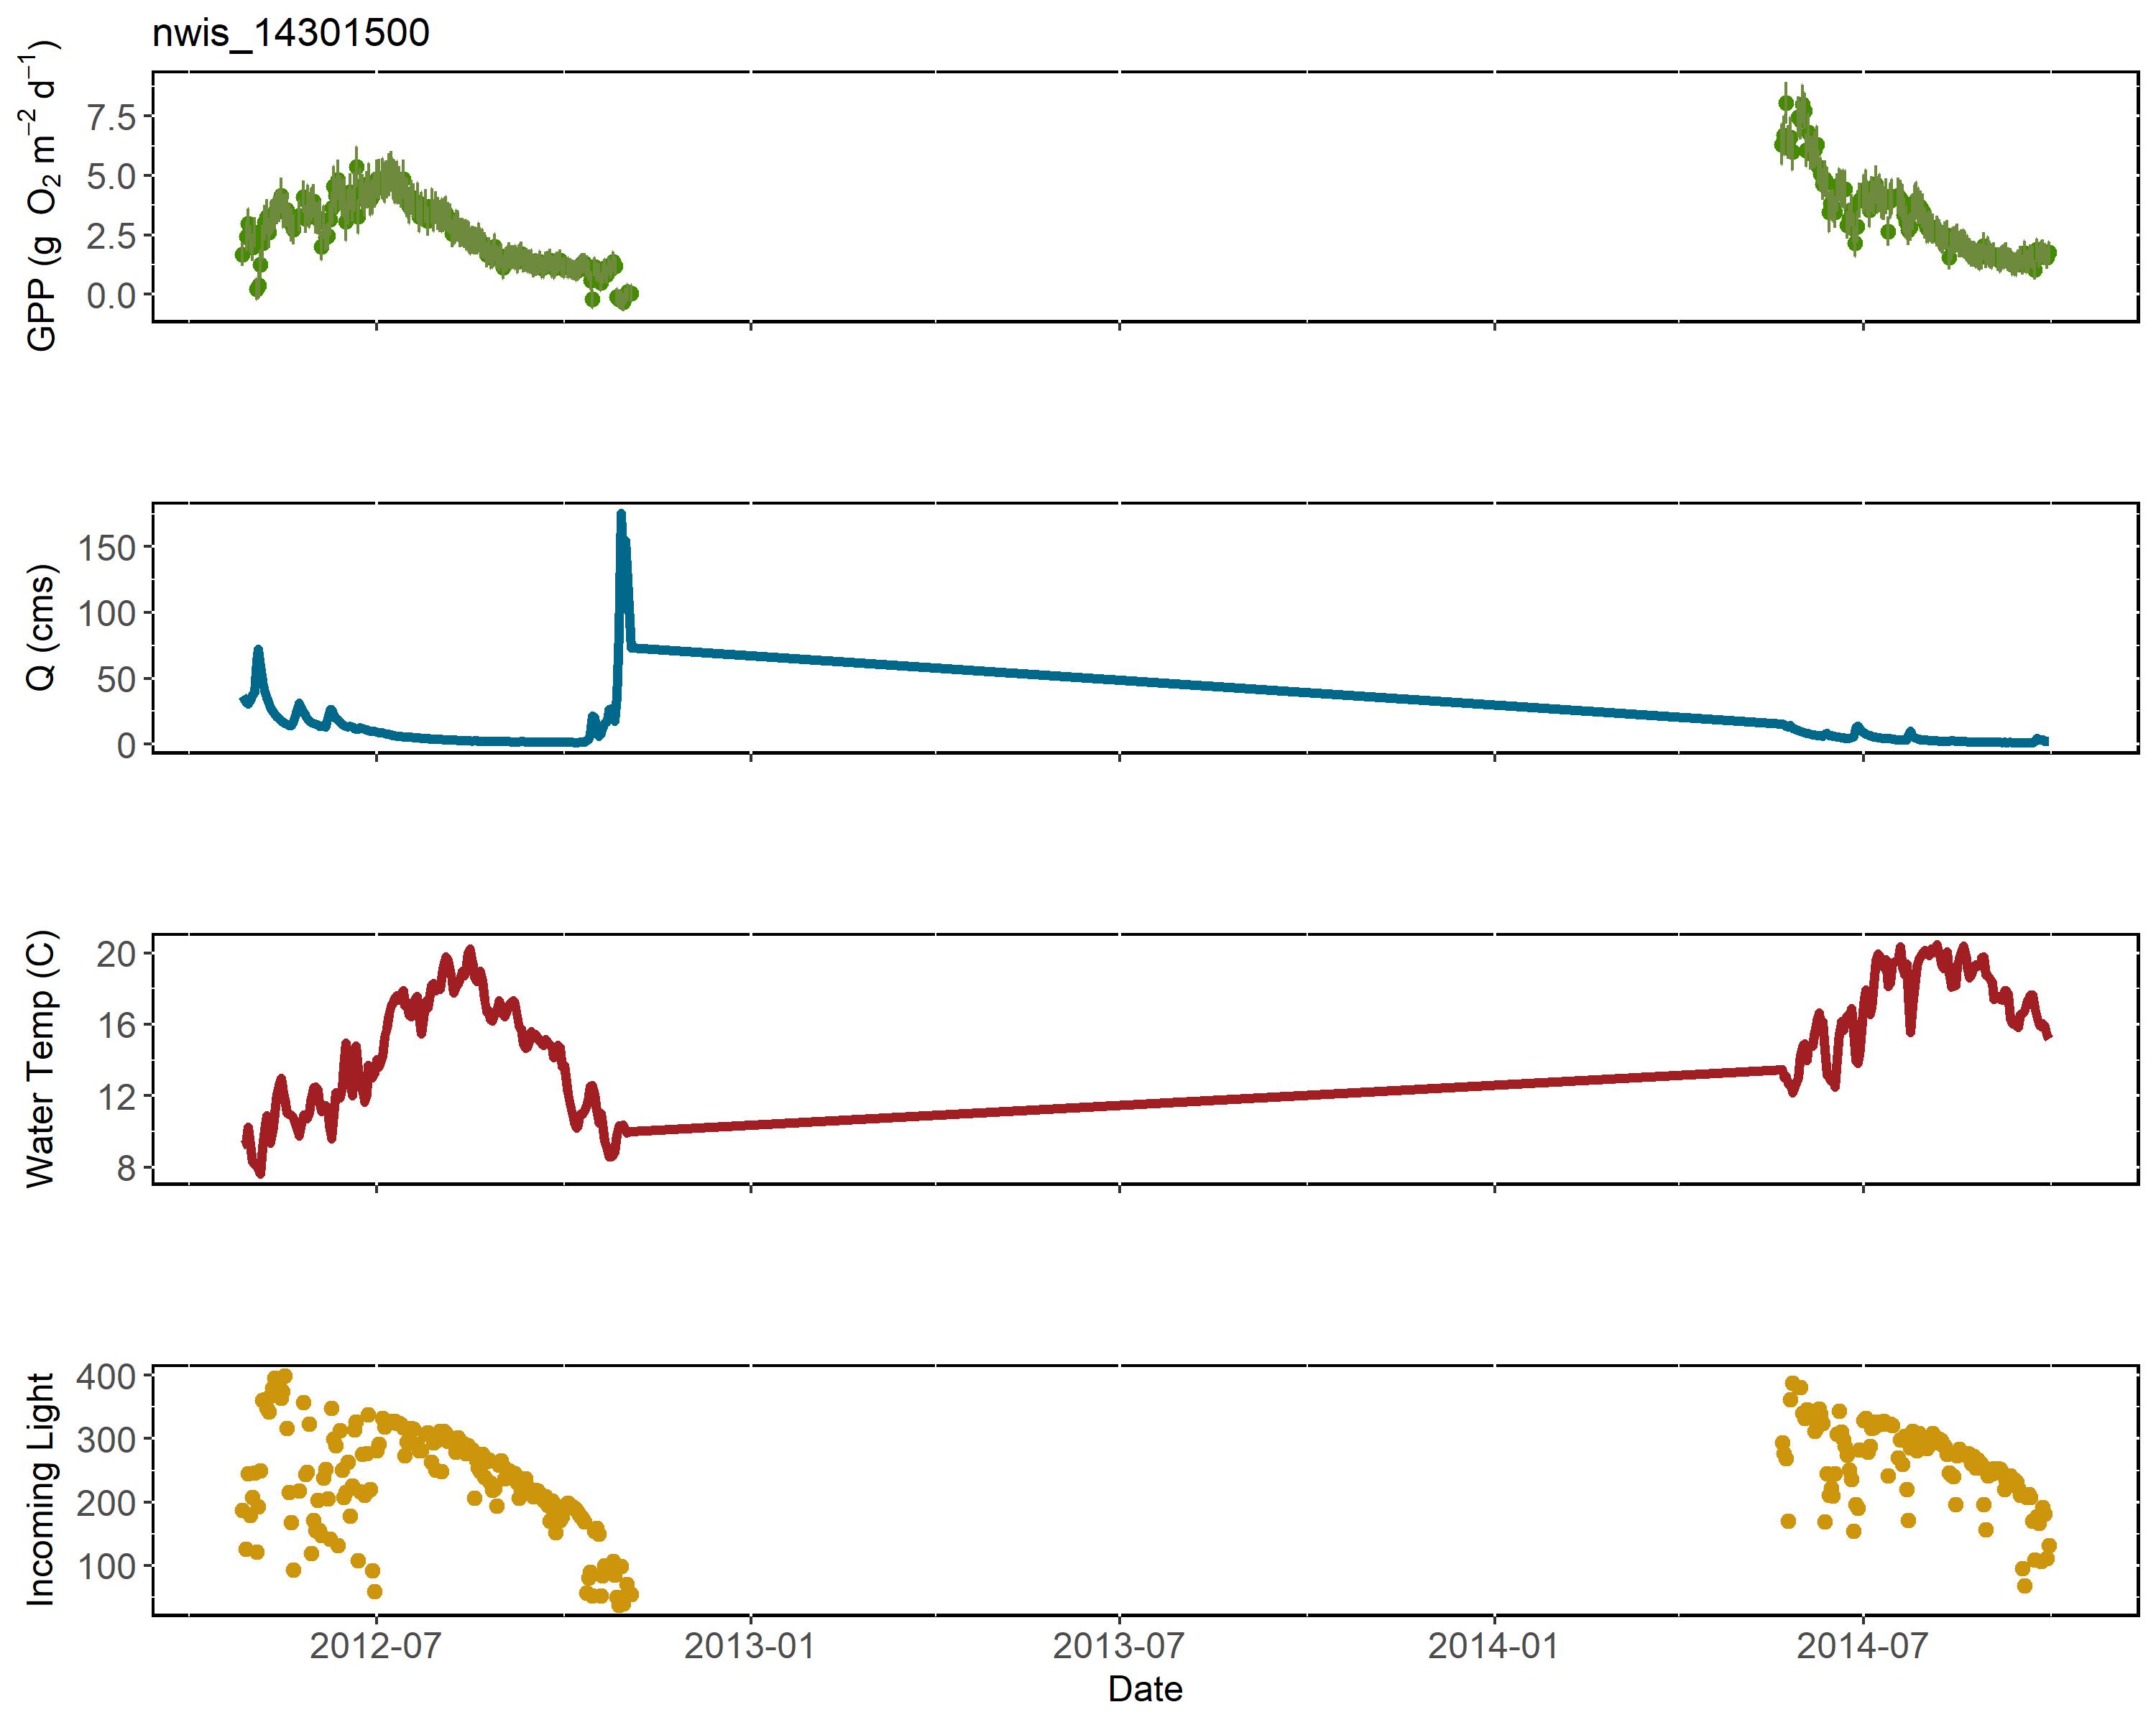 nwis_14301500
GPP (g O₂ m⁻² d⁻¹)
7.5
5.0
2.5
0.0
Q (cms)
150
100
50
0
Water Temp (C)
20
16
12
8
Incoming Light
400
300
200
100
2012-07 2013-01 2013-07 2014-01 2014-07
Date